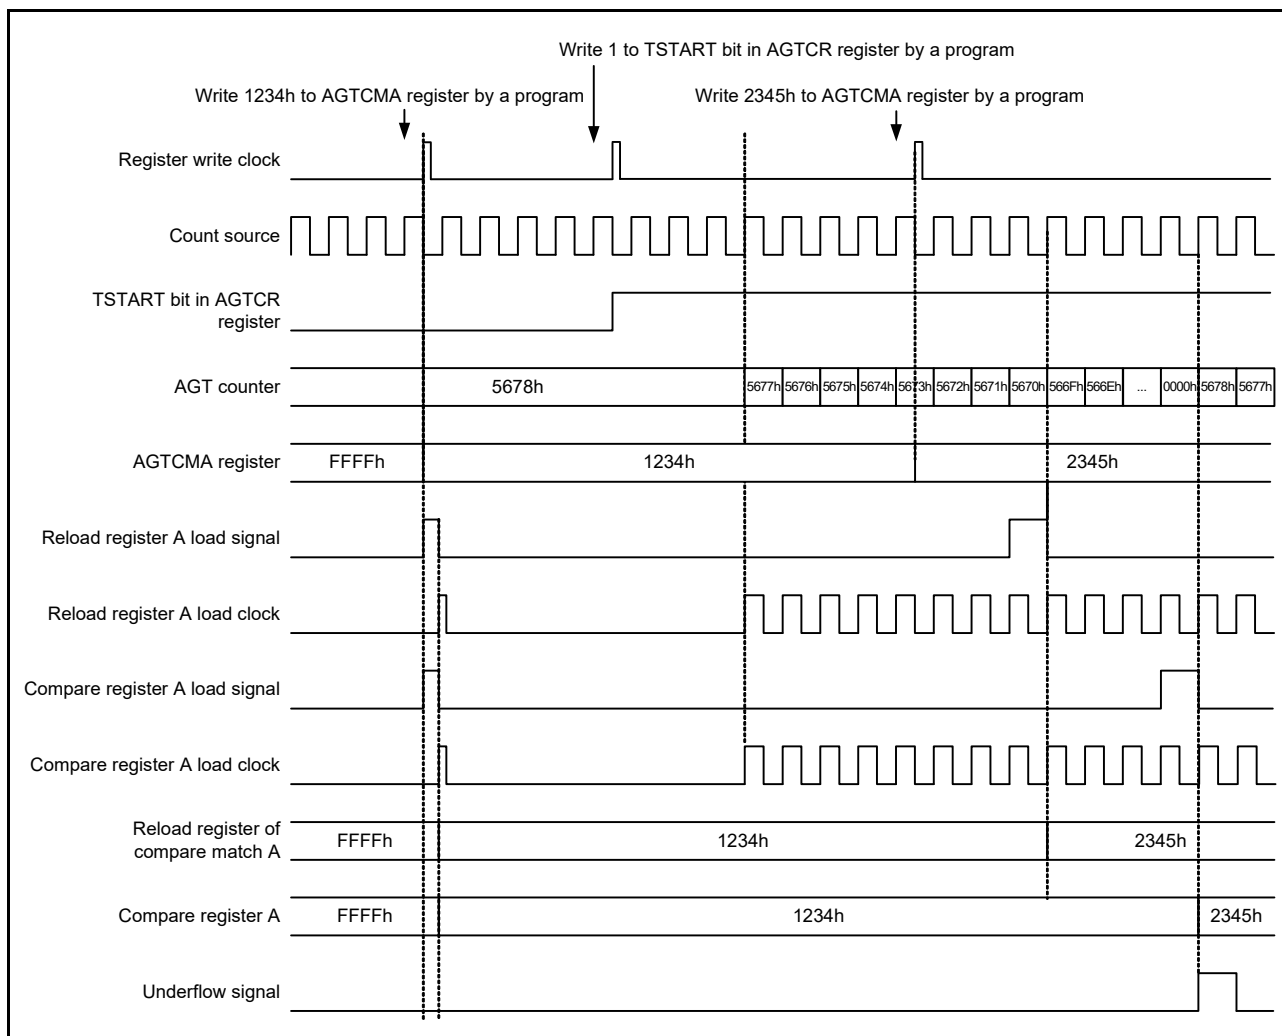 Write 1 to TSTART bit in AGTCR register by a program
Write 1234h to AGTCMA register by a program
Write 2345h to AGTCMA register by a program
Register write clock
Count source
TSTART bit in AGTCR
register
AGT counter
5678h
5677h 5676h 5675h 5674h 5673h 5672h 5671h 5670h 566Fh 566Eh ... 0000h 5678h 5677h
AGTCMA register
FFFFh
1234h
2345h
Reload register A load signal
Reload register A load clock
Compare register A load signal
Compare register A load clock
Reload register of
compare match A
FFFFh
1234h
2345h
Compare register A
FFFFh
1234h
2345h
Underflow signal